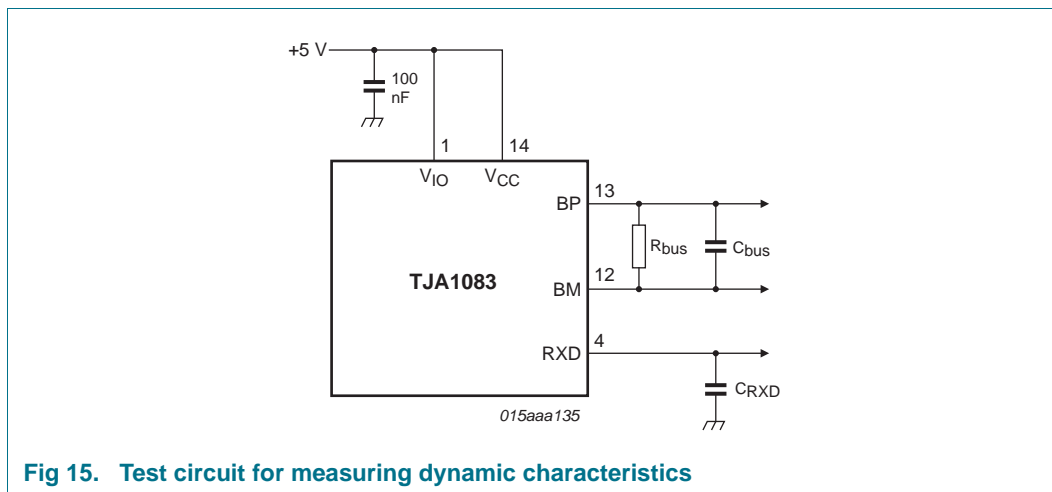 +5 V
100
nF
1
14
VIO
VCC
BP
13
Rbus
Cbus
TJA1083
BM
12
RXD
4
CRXD
015aaa135
Fig 15. Test circuit for measuring dynamic characteristics